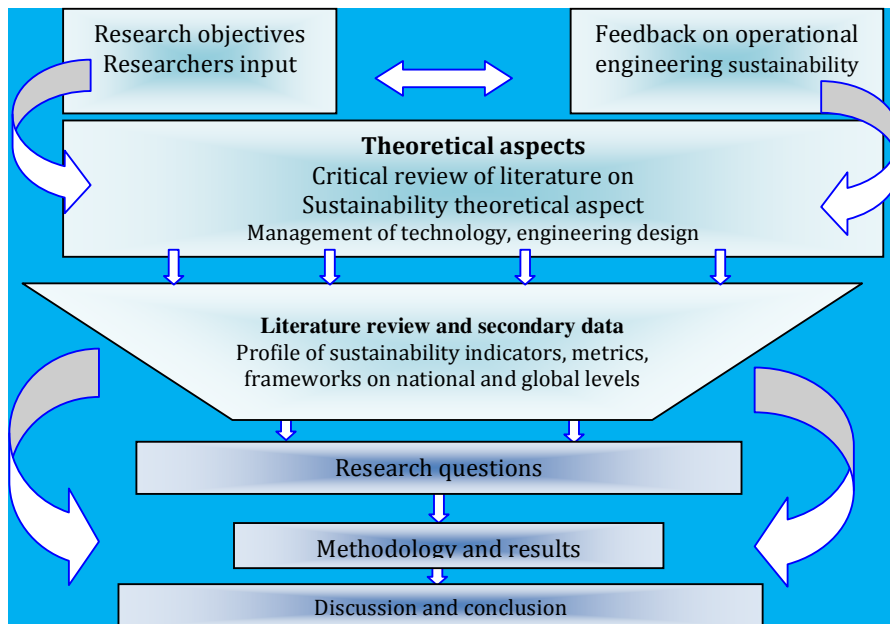 Research objectives
Researchers input
Feedback on operational
engineering sustainability
Theoretical aspects
Critical review of literature on
Sustainability theoretical aspect
Management of technology, engineering design
Literature review and secondary data
Profile of sustainability indicators, metrics,
frameworks on national and global levels
Research questions
Methodology and results
Discussion and conclusion